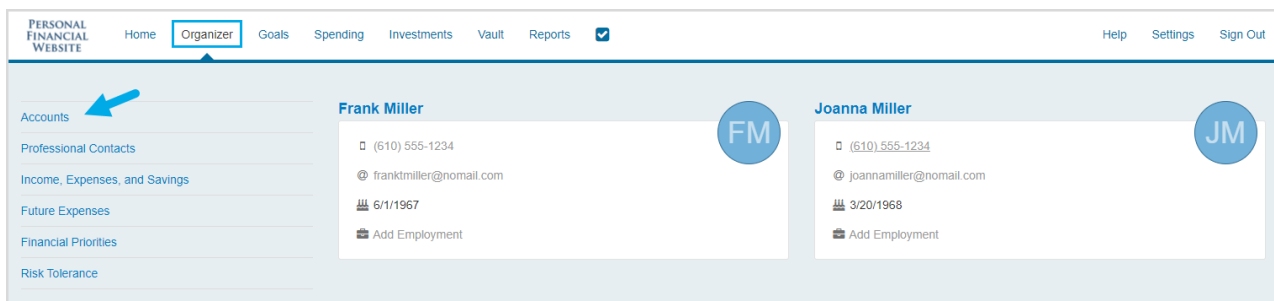 PERSONAL
FINANCIAL
WEBSITE
Home Organizer Goals Spending Investments Vault Reports
Help Settings Sign Out
Accounts
Professional Contacts
Income, Expenses, and Savings
Future Expenses
Financial Priorities
Risk Tolerance
Frank Miller
FM
(610) 555-1234
@ franktmiller@nomail.com
6/1/1967
Add Employment
Joanna Miller
JM
(610) 555-1234
@ joannamiller@nomail.com
3/20/1968
Add Employment